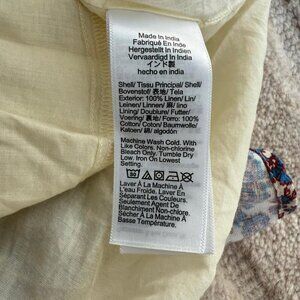 Made In India
Fabriqué En Inde
Hergestellt in Indien
Vervaardigd in India
インド製
hecho en india
Shell/ Tissu Principal/ Shell/
Bovenstof/ 表地/ Tela
Exterior: 100% Linen/ Lin/
Leinen/ Linnen/ 麻/ lino
Lining/ Doublure/ Futter/
Voering/ 裏地/ Forro: 100%
Cotton/ Coton/ Baumwolle/
Katoen/ 綿/ algodón
Machine Wash Cold. With
Like Colors. Non-chlorine
Bleach Only. Tumble Dry
Low. Iron On Lowest
Setting.
Laver À La Machine À
L'eau Froide. Laver En
Séparant Les Couleurs.
Seulement Agent De
Blanchiment Non-chlore.
Sécher À La Machine À
Basse Température.